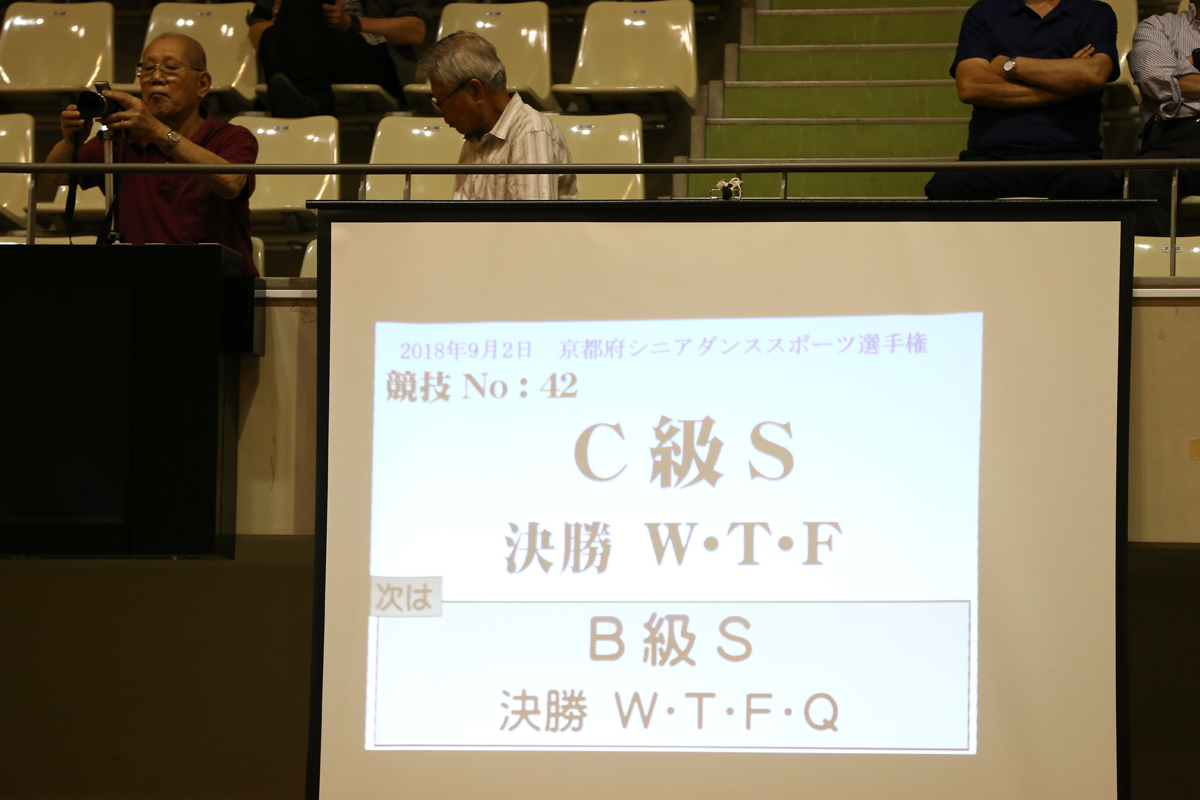 2018年9月2日 京都府シニアダンススポーツ選手権
競技 No：42
C 級 S
決勝 W・T・F
次は
B 級 S
決勝 W・T・F・Q